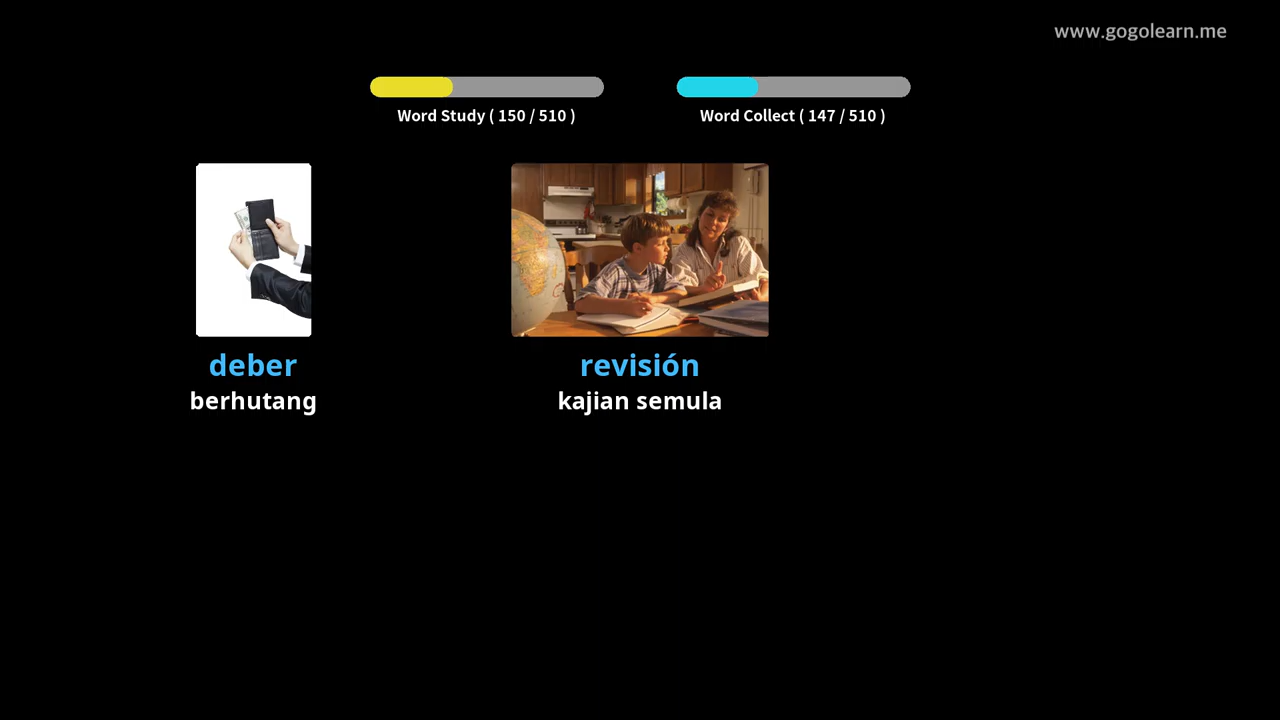 www.gogolearn.me
Word Study ( 150 / 510 )
Word Collect ( 147 / 510 )
deber
berhutang
revisión
kajian semula